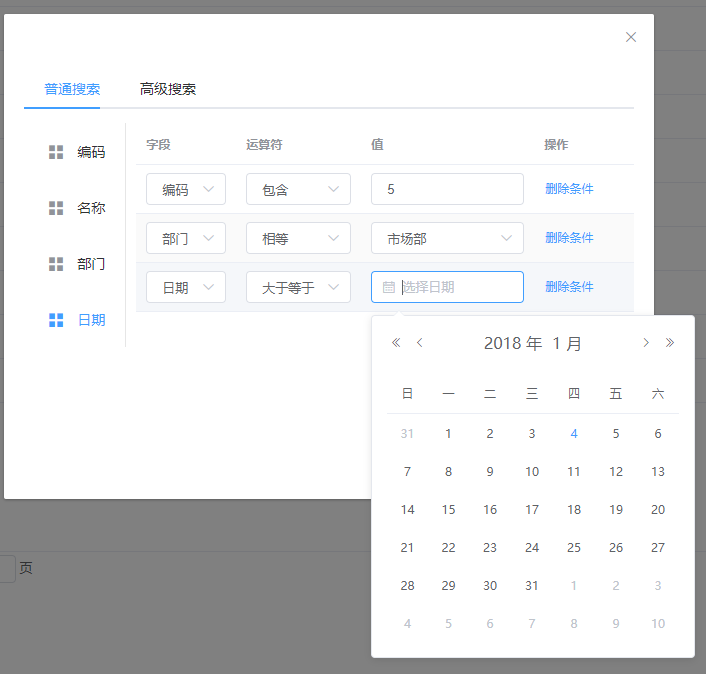 普通搜索 高级搜索
编码
名称
部门
日期
字段 运算符 值 操作
编码 包含 5 删除条件
部门 相等 市场部 删除条件
日期 大于等于 选择日期 删除条件
2018 年 1 月
日 一 二 三 四 五 六
31 1 2 3 4 5 6
7 8 9 10 11 12 13
14 15 16 17 18 19 20
21 22 23 24 25 26 27
28 29 30 31 1 2 3
4 5 6 7 8 9 10
页